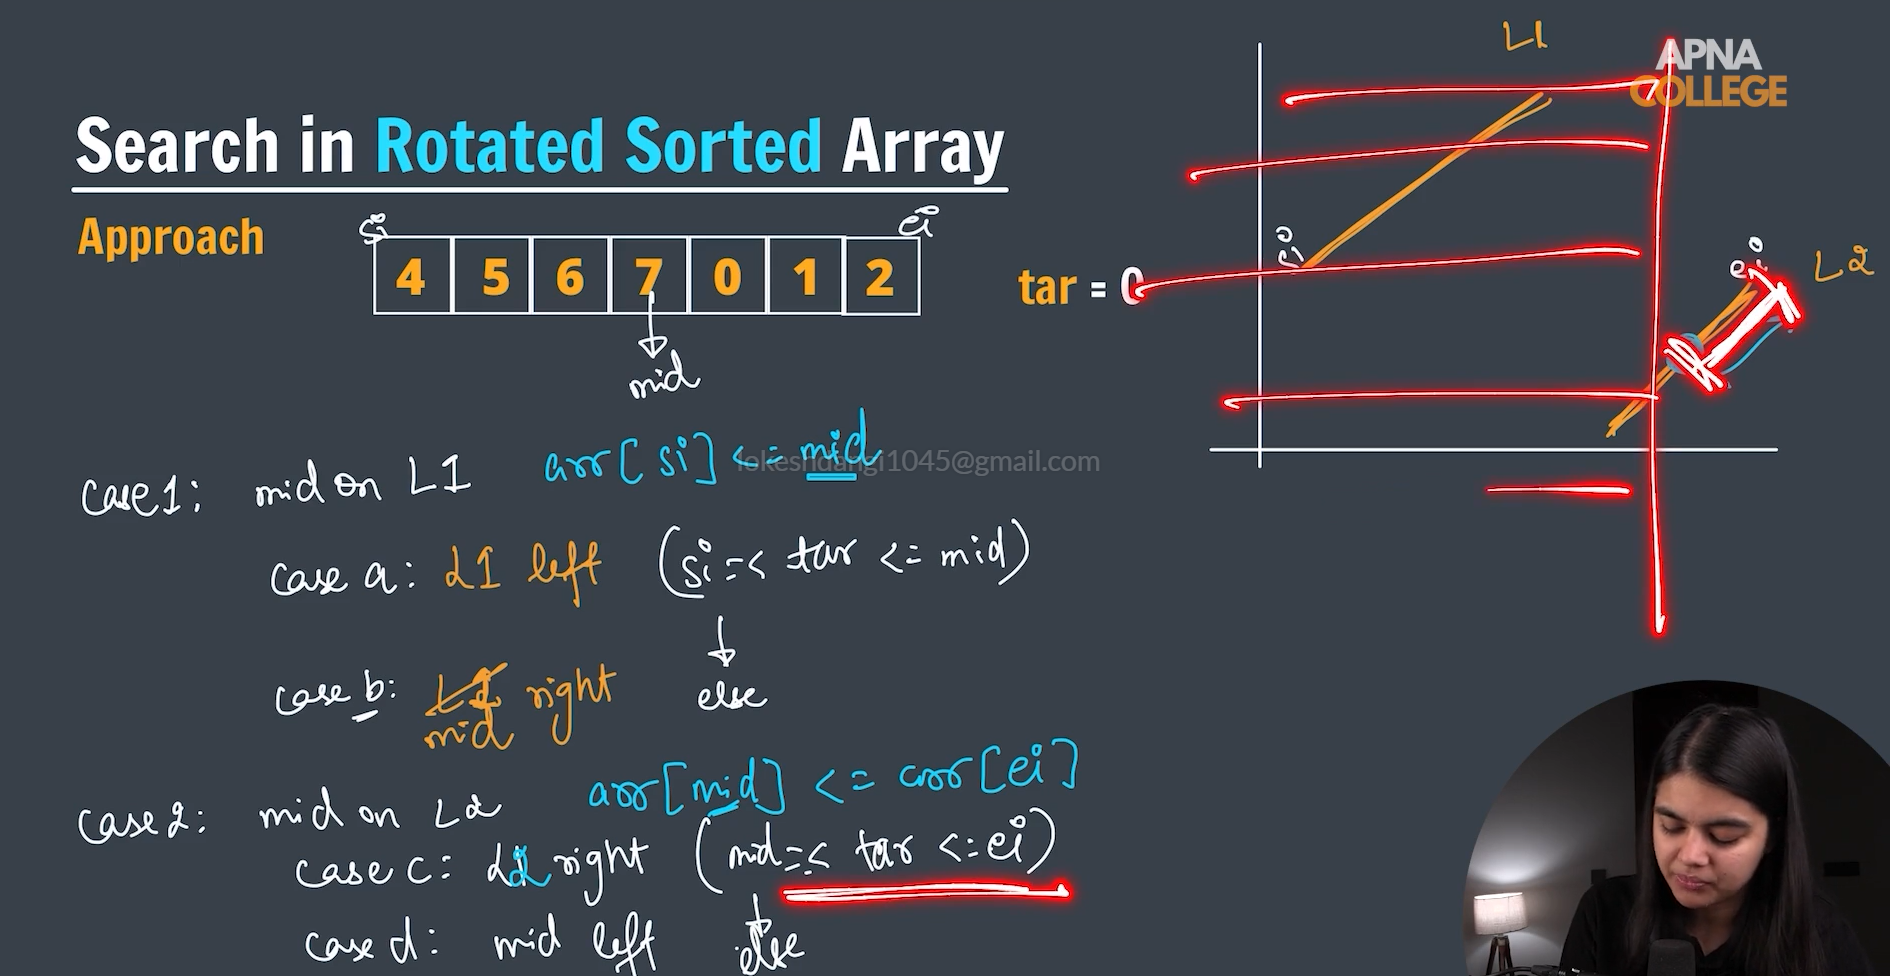 L1
APNA
COLLEGE
Search in Rotated Sorted Array
Approach
si
ei
4 5 6 7 0 1 2
tar = 0
mid
si
ei
L2
case1: mid on L1 arr[si] <= mid
lokeshdangi1045@gmail.com
case a: L1 left (si =< tar <= mid)
else
case b: mid right
case2: mid on L2 arr[mid] <= arr[ei]
case c: L2 right (mid =< tar <= ei)
case d: mid left else